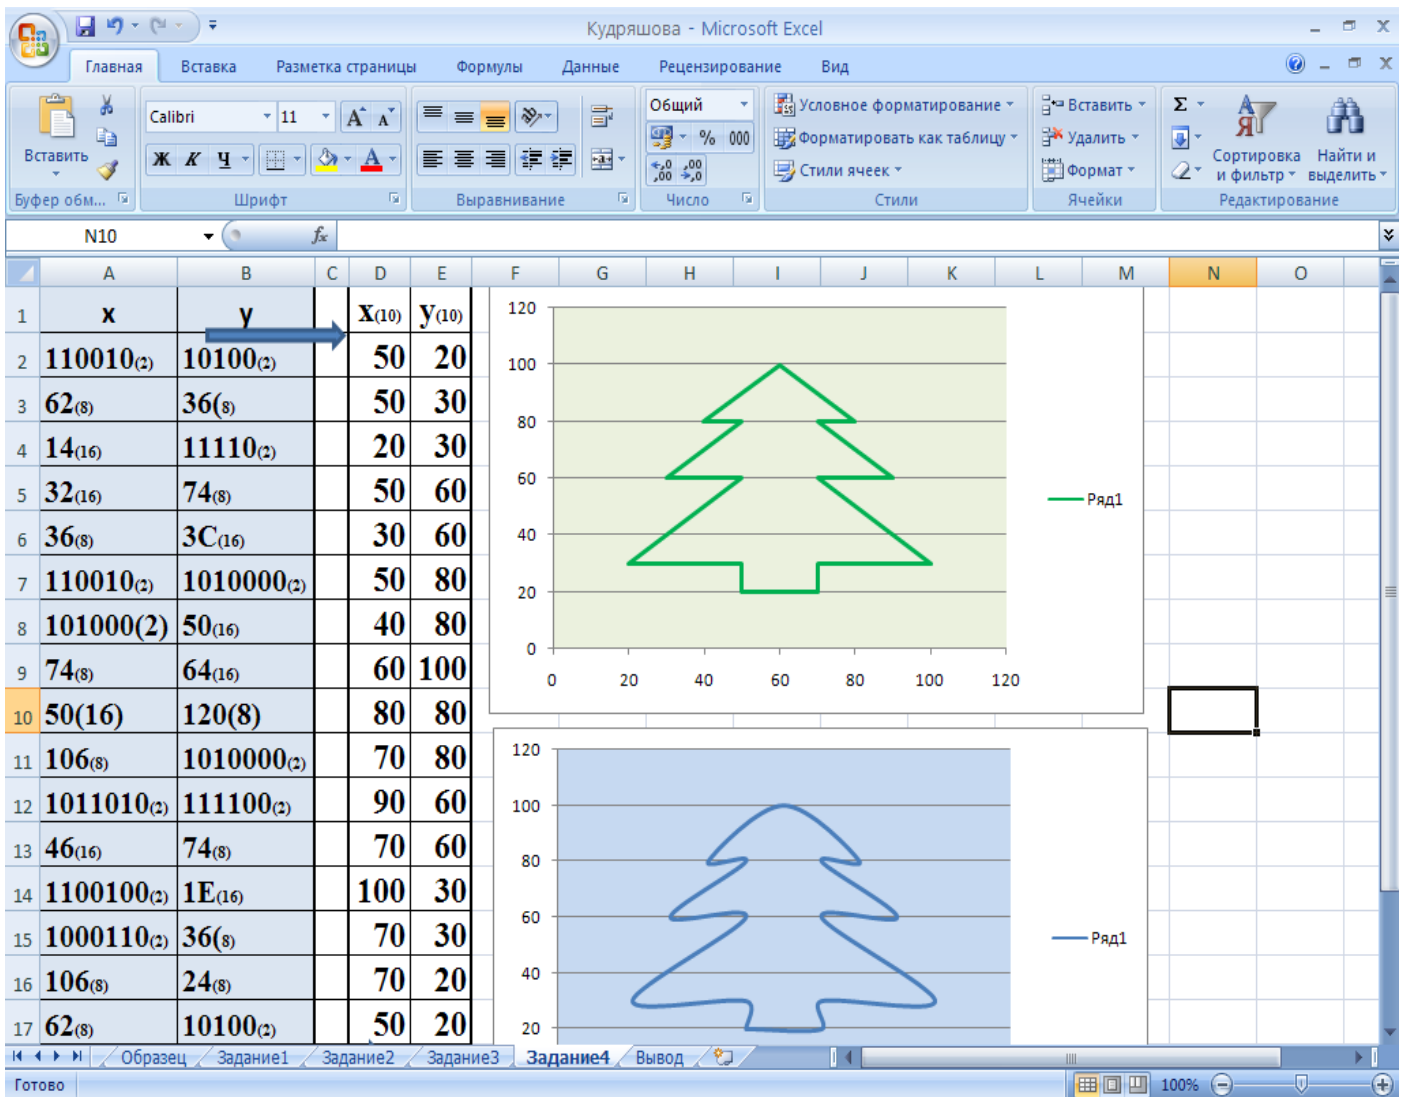 Кудряшова - Microsoft Excel
Главная Вставка Разметка страницы Формулы Данные Рецензирование Вид
Вставить
Calibri 11
Ж К Ч
Общий
% 000
Условное форматирование
Форматировать как таблицу
Стили ячеек
Вставить
Удалить
Формат
Σ
Сортировка и фильтр
Найти и выделить
Буфер обм... Шрифт Выравнивание Число Стили Ячейки Редактирование
N10 fx
A B C D E F G H I J K L M N O
1 x y x(10) y(10)
2 110010(2) 10100(2) 50 20
3 62(8) 36(8) 50 30
4 14(16) 11110(2) 20 30
5 32(16) 74(8) 50 60
6 36(8) 3C(16) 30 60
7 110010(2) 1010000(2) 50 80
8 101000(2) 50(16) 40 80
9 74(8) 64(16) 60 100
10 50(16) 120(8) 80 80
11 106(8) 1010000(2) 70 80
12 1011010(2) 111100(2) 90 60
13 46(16) 74(8) 70 60
14 1100100(2) 1E(16) 100 30
15 1000110(2) 36(8) 70 30
16 106(8) 24(8) 70 20
17 62(8) 10100(2) 50 20
120
100
80
60
40
20
0
0 20 40 60 80 100 120
Ряд1
120
100
80
60
40
20
Ряд1
Образец Задание1 Задание2 Задание3 Задание4 Вывод
Готово 100%